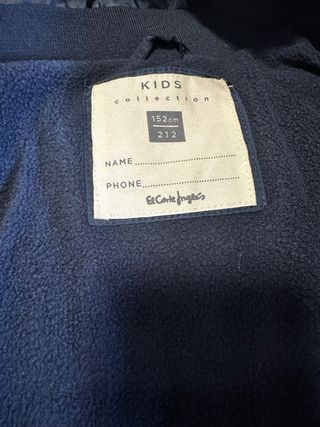 KIDS
collection
152cm
212
NAME...............................
PHONE..............................
El Corte Inglés